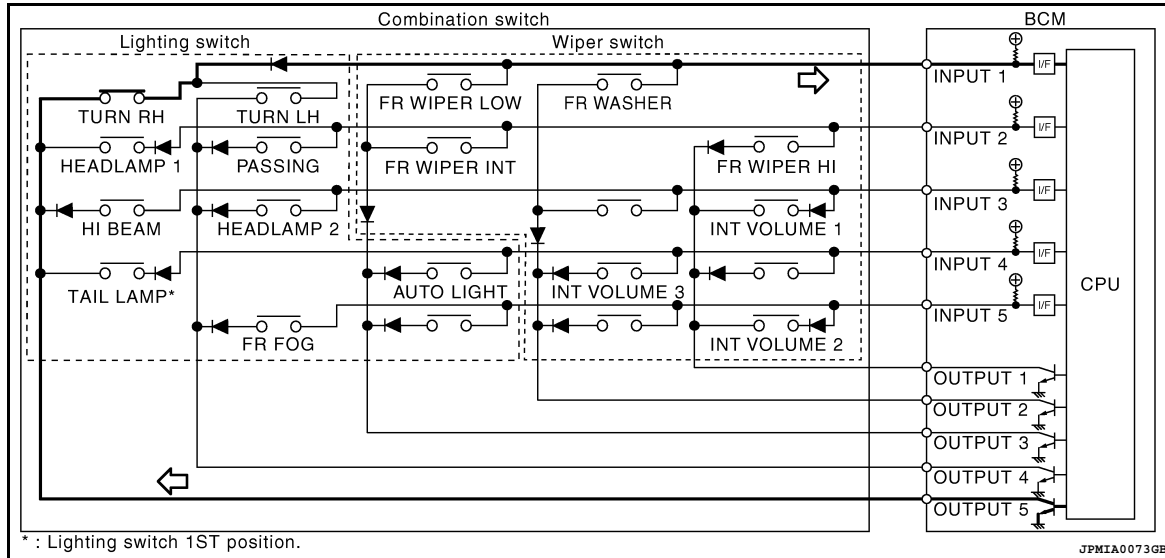 Combination switch
BCM
Lighting switch
Wiper switch
INPUT 1
I/F
TURN RH
TURN LH
FR WIPER LOW
FR WASHER
INPUT 2
I/F
HEADLAMP 1
PASSING
FR WIPER INT
FR WIPER HI
INPUT 3
I/F
HI BEAM
HEADLAMP 2
INT VOLUME 1
INPUT 4
I/F
TAIL LAMP*
AUTO LIGHT
INT VOLUME 3
CPU
INPUT 5
I/F
FR FOG
INT VOLUME 2
OUTPUT 1
OUTPUT 2
OUTPUT 3
OUTPUT 4
OUTPUT 5
* : Lighting switch 1ST position.
JPMIA0073GB